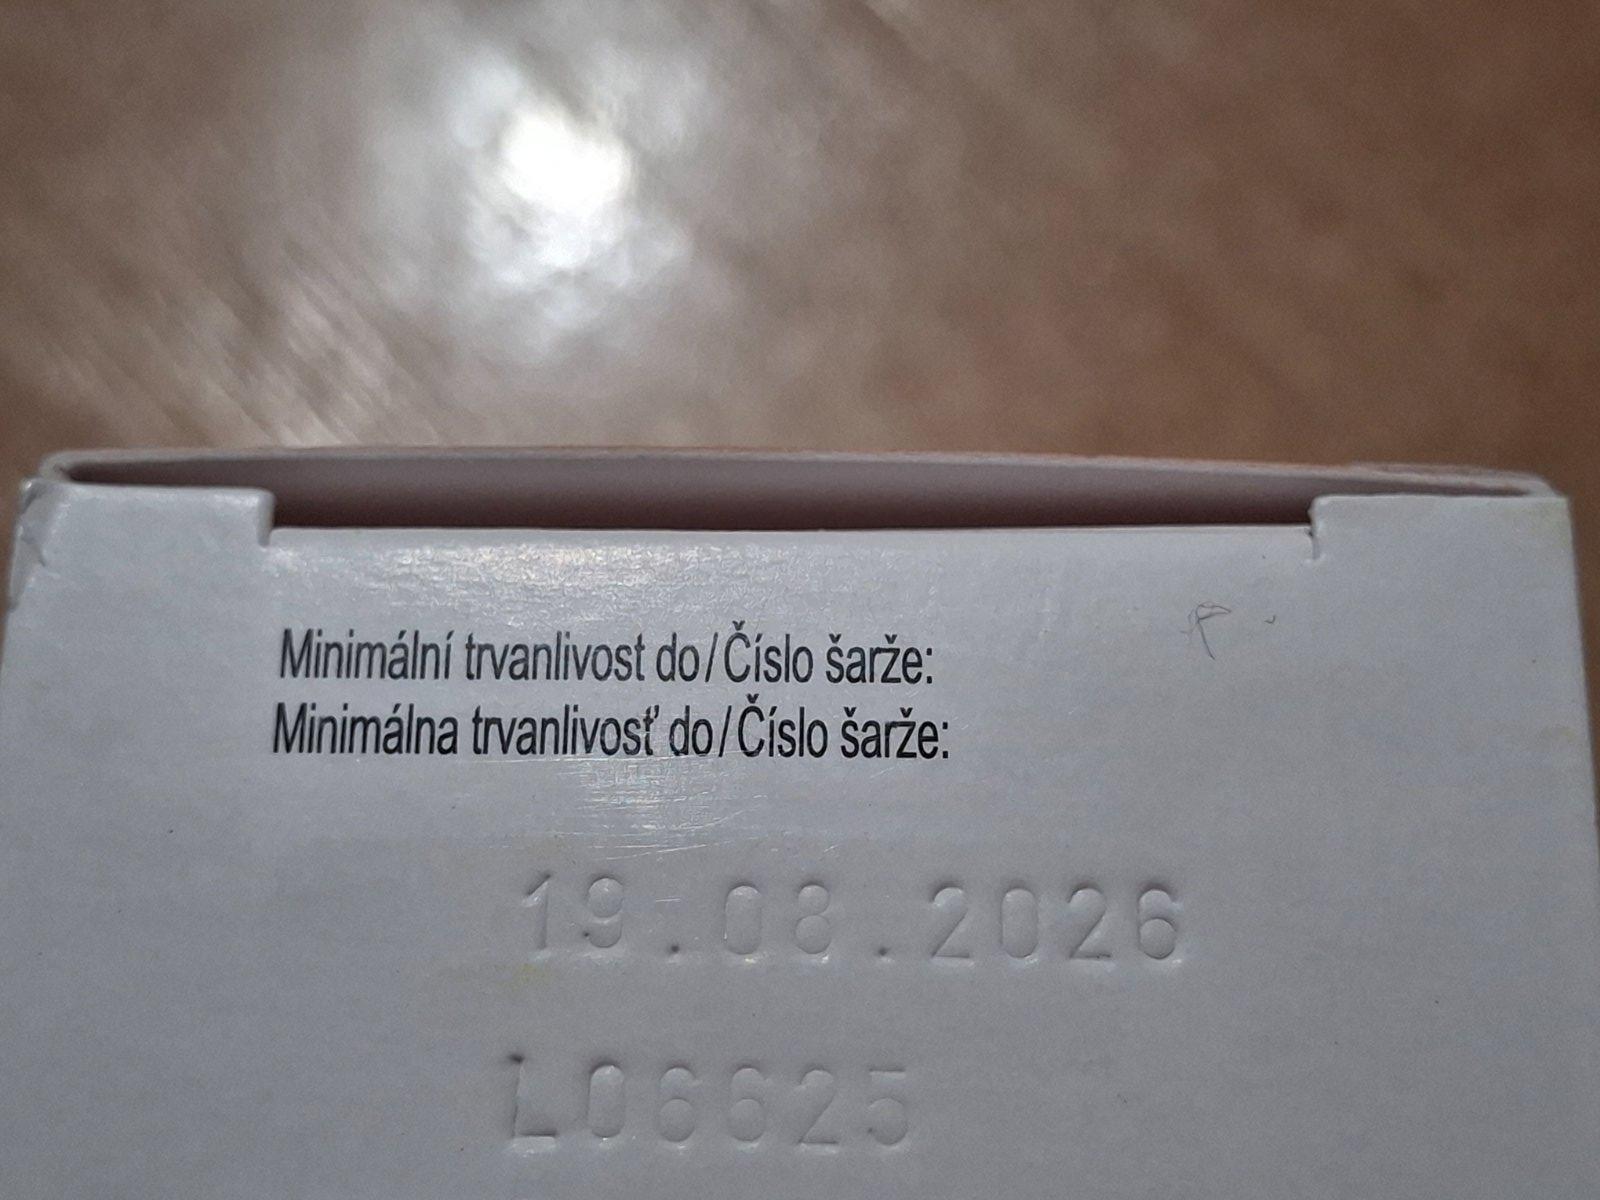 Minimální trvanlivost do/Číslo šarže:
Minimálna trvanlivosť do/Číslo šarže:
19.08.2026
L06625